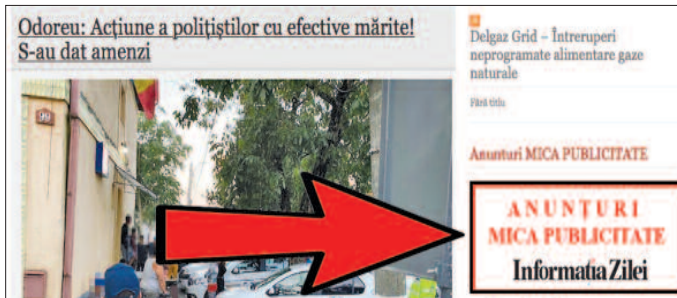 Odoreu: Acțiune a polițiștilor cu efective mărite!
S-au dat amenzi
99
Delgaz Grid – Întreruperi
neprogramate alimentare gaze
naturale
Fără titlu
Anunturi MICA PUBLICITATE
ANUNȚURI
MICA PUBLICITATE
Informația Zilei